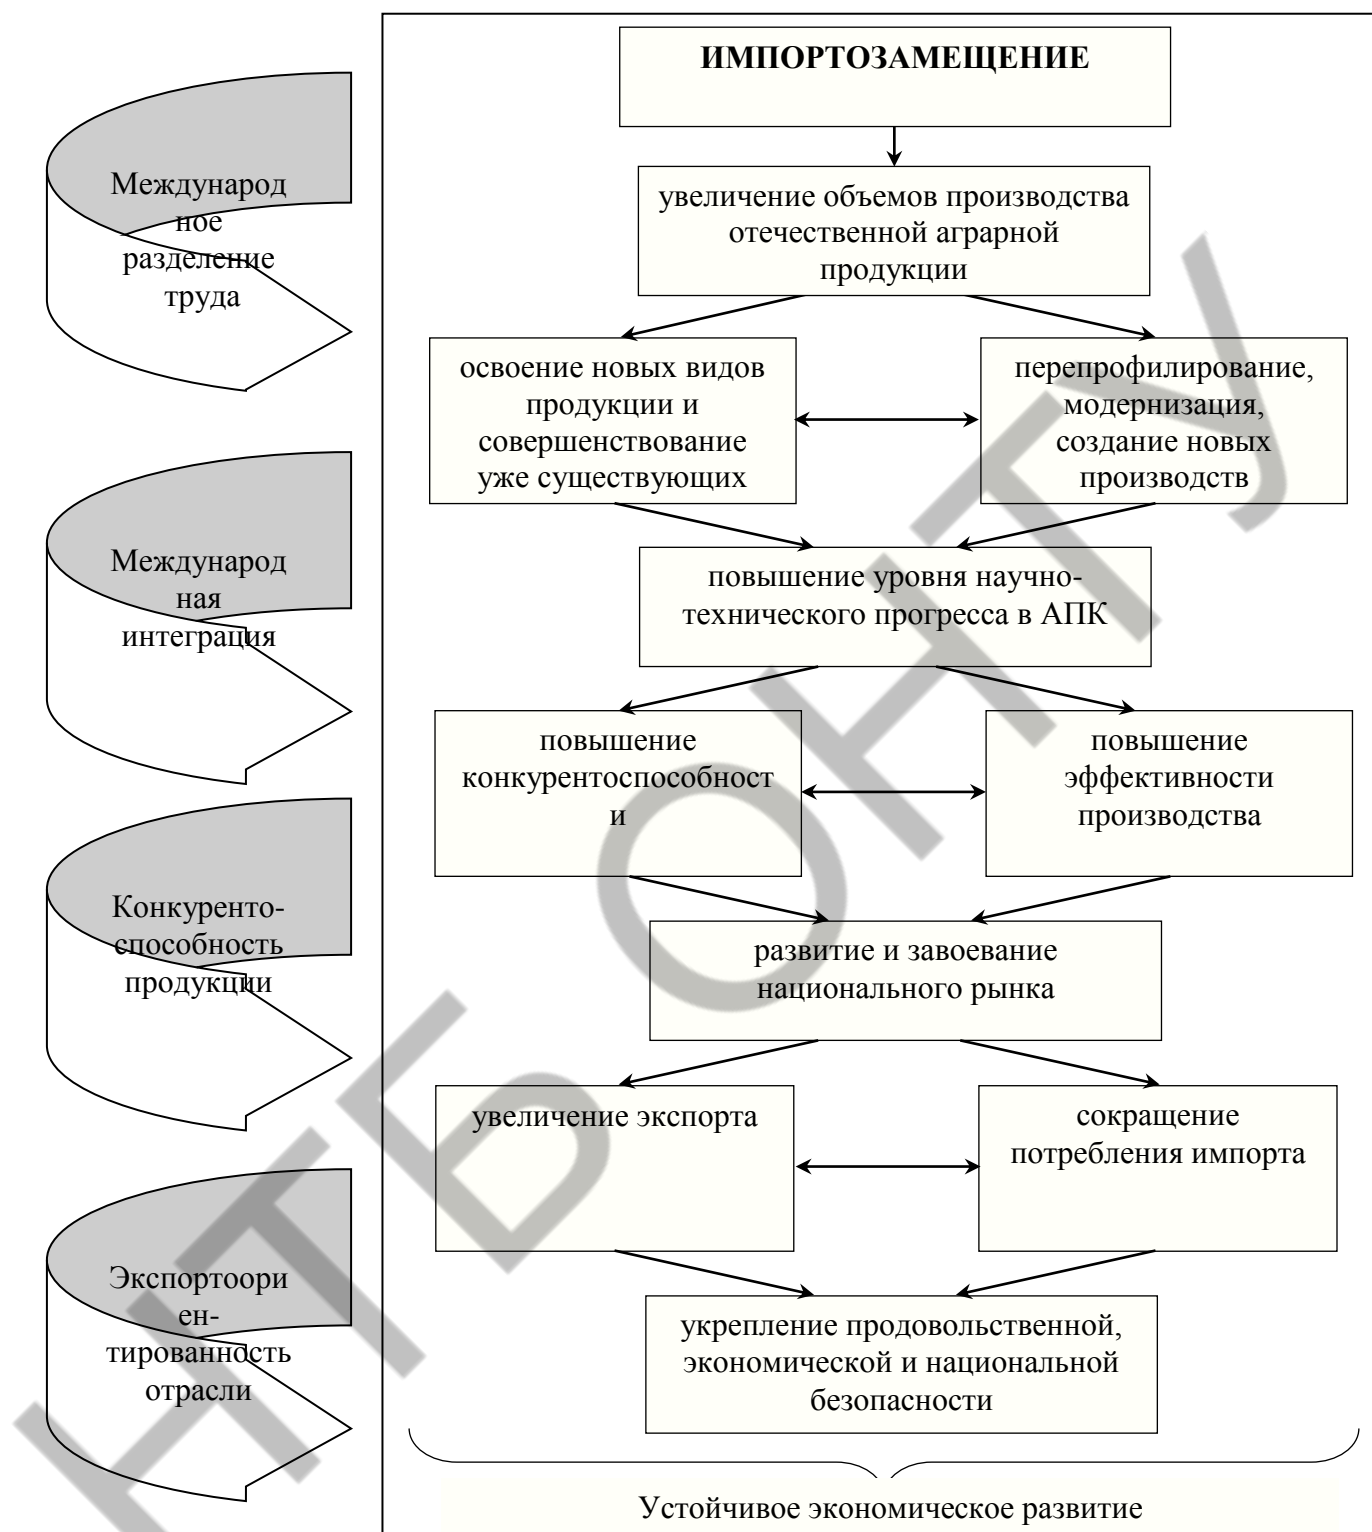 ИМПОРТОЗАМЕЩЕНИЕ
увеличение объемов производства
отечественной аграрной
продукции
Международ
ное
разделение
труда
освоение новых видов
продукции и
совершенствование
уже существующих
перепрофилирование,
модернизация,
создание новых
производств
Международ
ная
интеграция
повышение уровня научно-
технического прогресса в АПК
повышение
конкурентоспособност
и
повышение
эффективности
производства
Конкуренто-
способность
продукции
развитие и завоевание
национального рынка
увеличение экспорта
сокращение
потребления импорта
Экспортоори
ен-
тированность
отрасли
укрепление продовольственной,
экономической и национальной
безопасности
Устойчивое экономическое развитие
НТБ ОНТУ